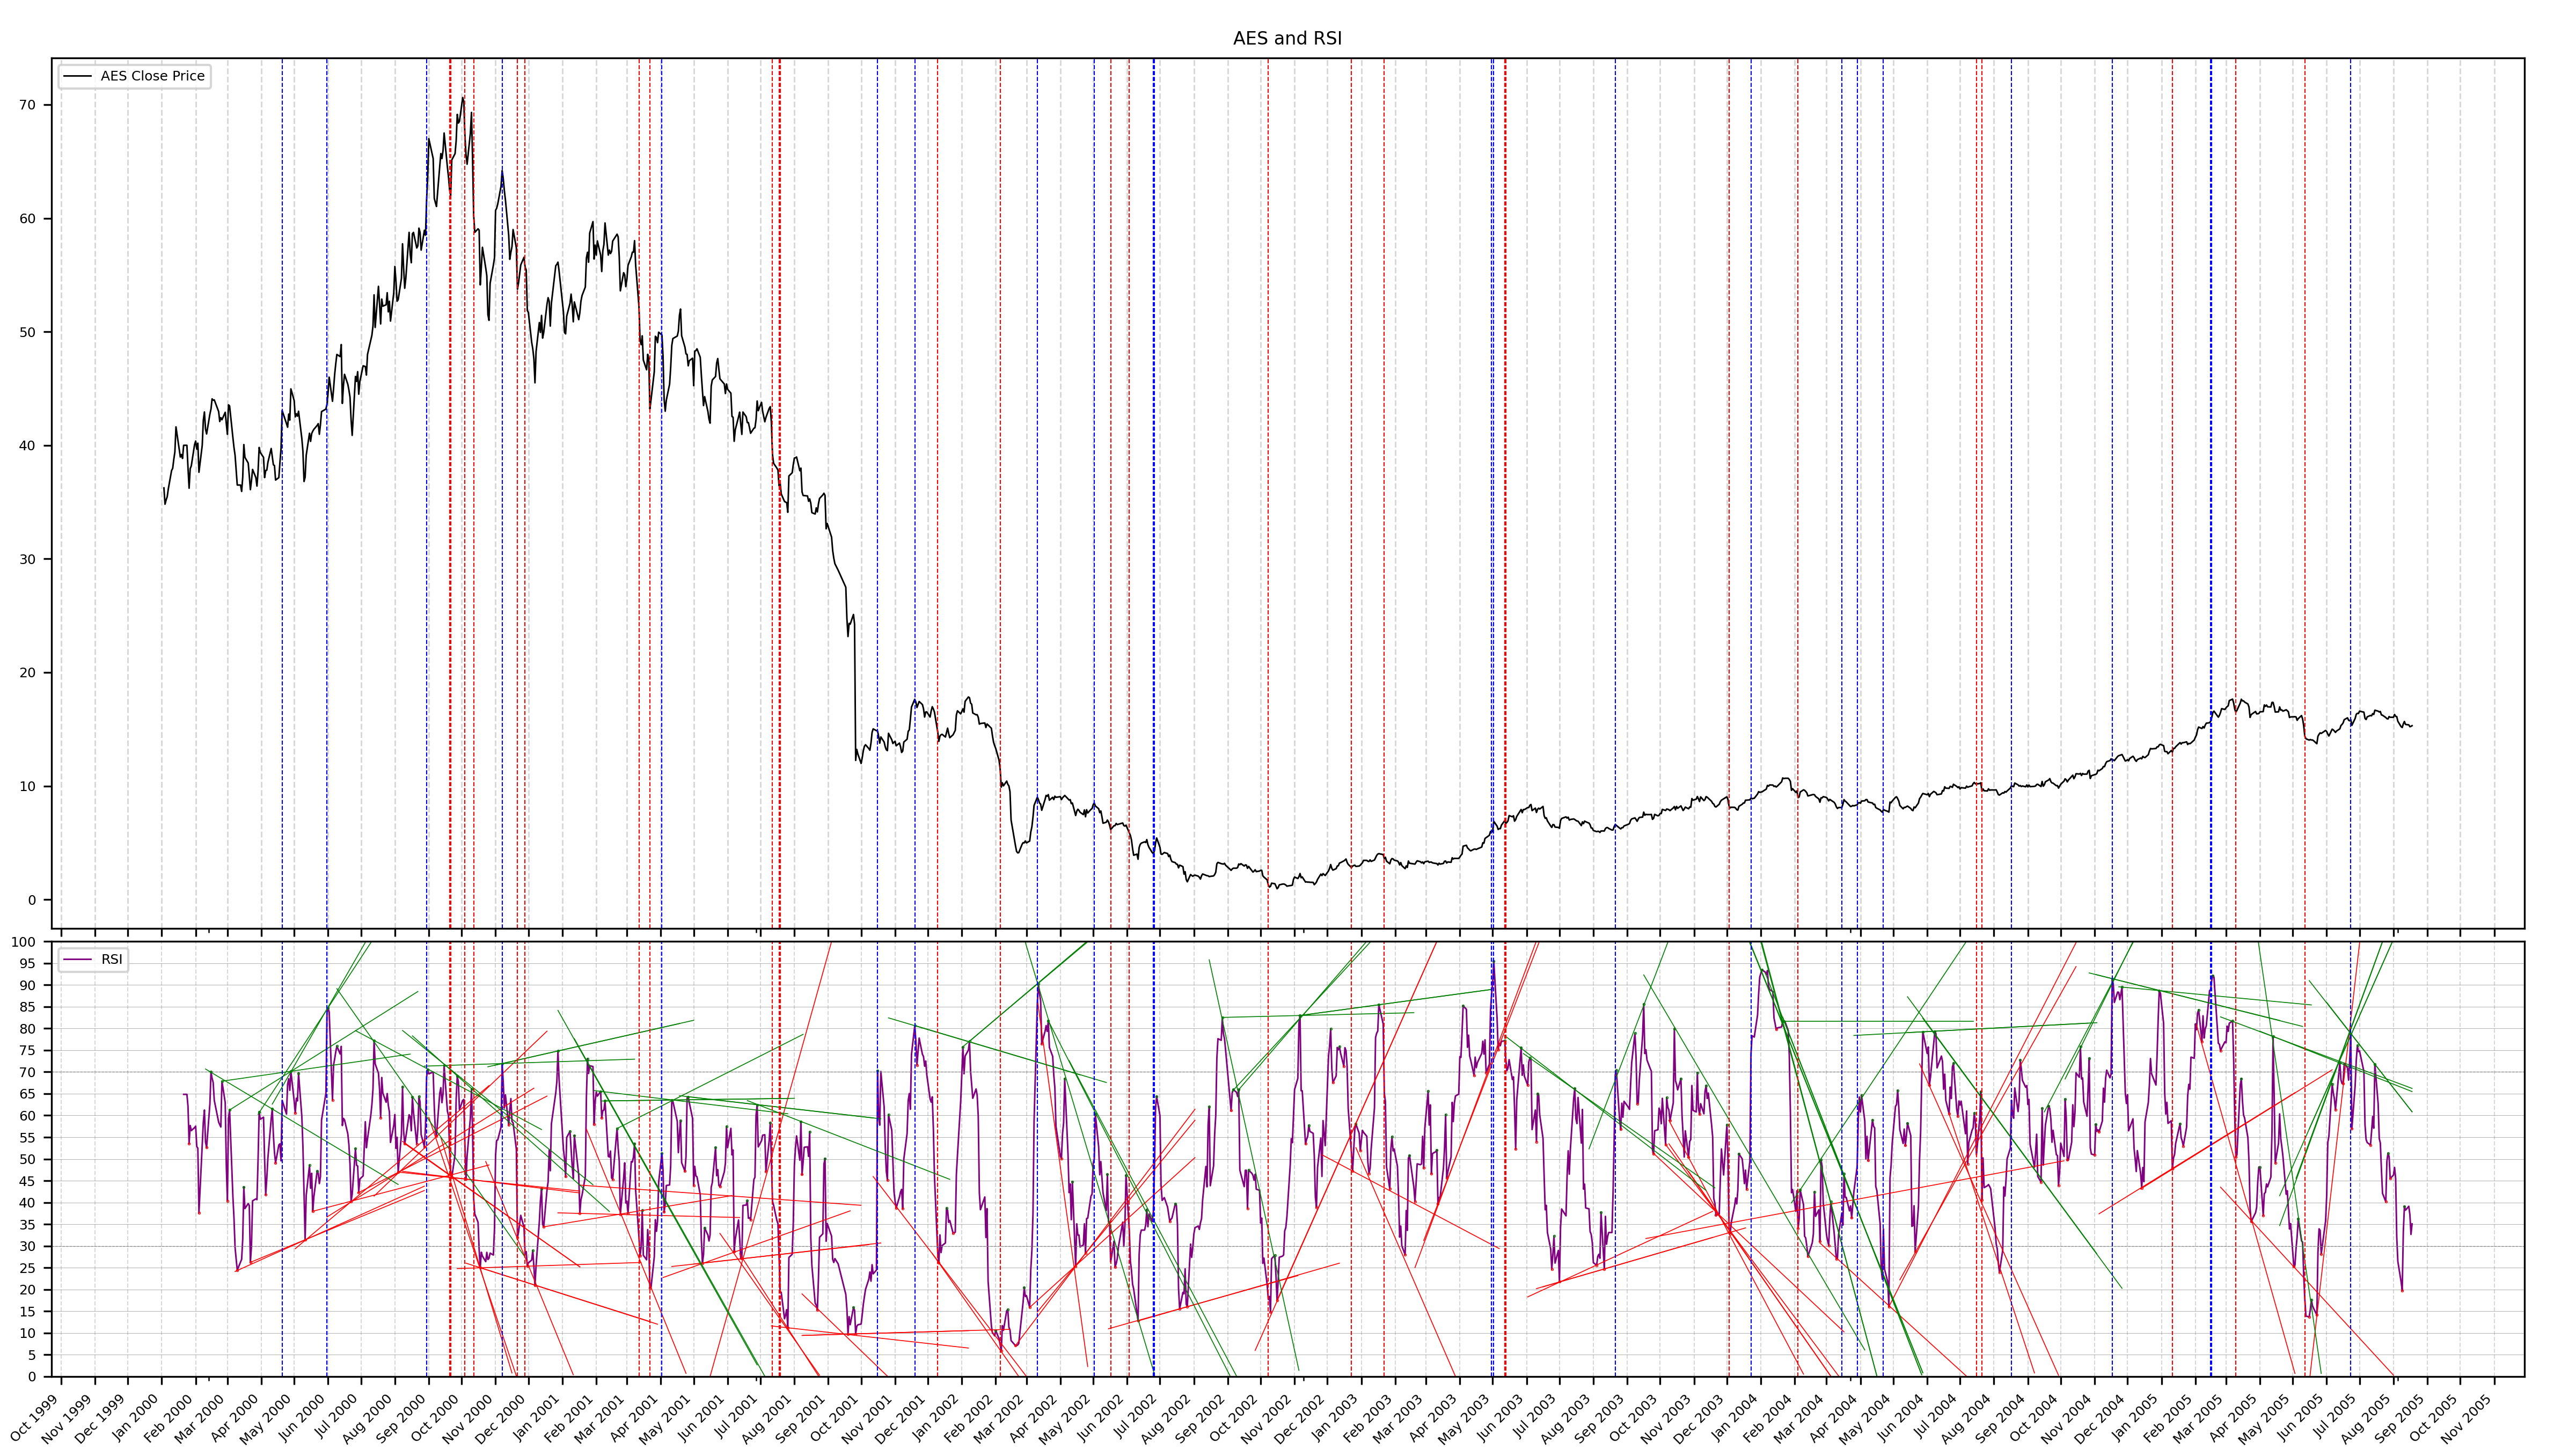 AES and RSI
AES Close Price
70
60
50
40
30
20
10
0
RSI
100
95
90
85
80
75
70
65
60
55
50
45
40
35
30
25
20
15
10
5
0
Oct 1999
Nov 1999
Dec 1999
Jan 2000
Feb 2000
Mar 2000
Apr 2000
May 2000
Jun 2000
Jul 2000
Aug 2000
Sep 2000
Oct 2000
Nov 2000
Dec 2000
Jan 2001
Feb 2001
Mar 2001
Apr 2001
May 2001
Jun 2001
Jul 2001
Aug 2001
Sep 2001
Oct 2001
Nov 2001
Dec 2001
Jan 2002
Feb 2002
Mar 2002
Apr 2002
May 2002
Jun 2002
Jul 2002
Aug 2002
Sep 2002
Oct 2002
Nov 2002
Dec 2002
Jan 2003
Feb 2003
Mar 2003
Apr 2003
May 2003
Jun 2003
Jul 2003
Aug 2003
Sep 2003
Oct 2003
Nov 2003
Dec 2003
Jan 2004
Feb 2004
Mar 2004
Apr 2004
May 2004
Jun 2004
Jul 2004
Aug 2004
Sep 2004
Oct 2004
Nov 2004
Dec 2004
Jan 2005
Feb 2005
Mar 2005
Apr 2005
May 2005
Jun 2005
Jul 2005
Aug 2005
Sep 2005
Oct 2005
Nov 2005